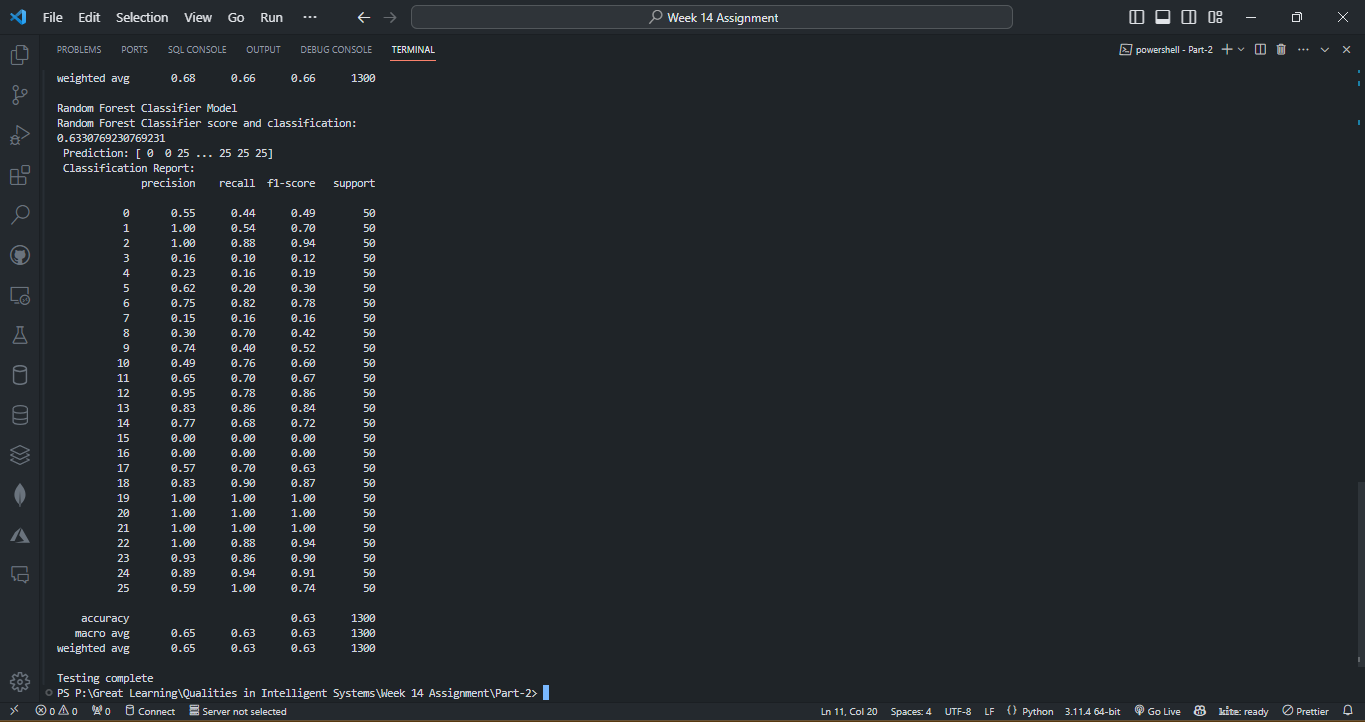 File Edit Selection View Go Run ··· Week 14 Assignment
PROBLEMS PORTS SQL CONSOLE OUTPUT DEBUG CONSOLE TERMINAL powershell - Part-2
weighted avg 0.68 0.66 0.66 1300
Random Forest Classifier Model
Random Forest Classifier score and classification:
0.6330769230769231
Prediction: [ 0 0 25 ... 25 25 25]
Classification Report:
precision recall f1-score support
0 0.55 0.44 0.49 50
1 1.00 0.54 0.70 50
2 1.00 0.88 0.94 50
3 0.16 0.10 0.12 50
4 0.23 0.16 0.19 50
5 0.62 0.20 0.30 50
6 0.75 0.82 0.78 50
7 0.15 0.16 0.16 50
8 0.30 0.70 0.42 50
9 0.74 0.40 0.52 50
10 0.49 0.76 0.60 50
11 0.65 0.70 0.67 50
12 0.95 0.78 0.86 50
13 0.83 0.86 0.84 50
14 0.77 0.68 0.72 50
15 0.00 0.00 0.00 50
16 0.00 0.00 0.00 50
17 0.57 0.70 0.63 50
18 0.83 0.90 0.87 50
19 1.00 1.00 1.00 50
20 1.00 1.00 1.00 50
21 1.00 1.00 1.00 50
22 1.00 0.88 0.94 50
23 0.93 0.86 0.90 50
24 0.89 0.94 0.91 50
25 0.59 1.00 0.74 50
accuracy 0.63 1300
macro avg 0.65 0.63 0.63 1300
weighted avg 0.65 0.63 0.63 1300
Testing complete
PS P:\Great Learning\Qualities in Intelligent Systems\Week 14 Assignment\Part-2>
0 0 0 Connect Server not selected Ln 11, Col 20 Spaces: 4 UTF-8 LF Python 3.11.4 64-bit Go Live kite: ready Prettier